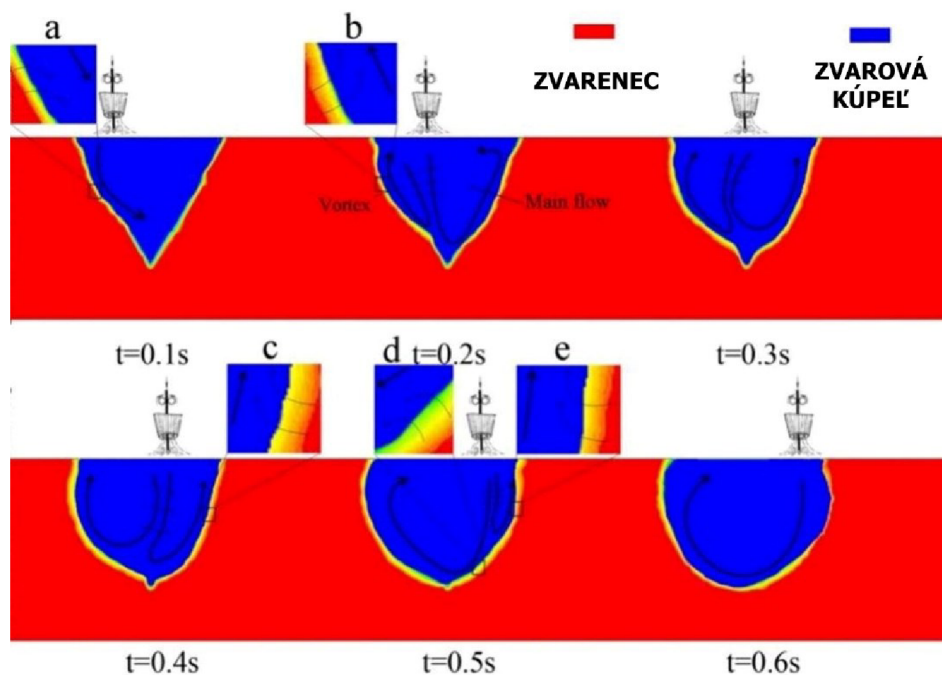 a
b
ZVARENEC
ZVAROVÁ
KÚPEĽ
Vortex
Main flow
t=0.1s
t=0.2s
t=0.3s
c
d
e
t=0.4s
t=0.5s
t=0.6s